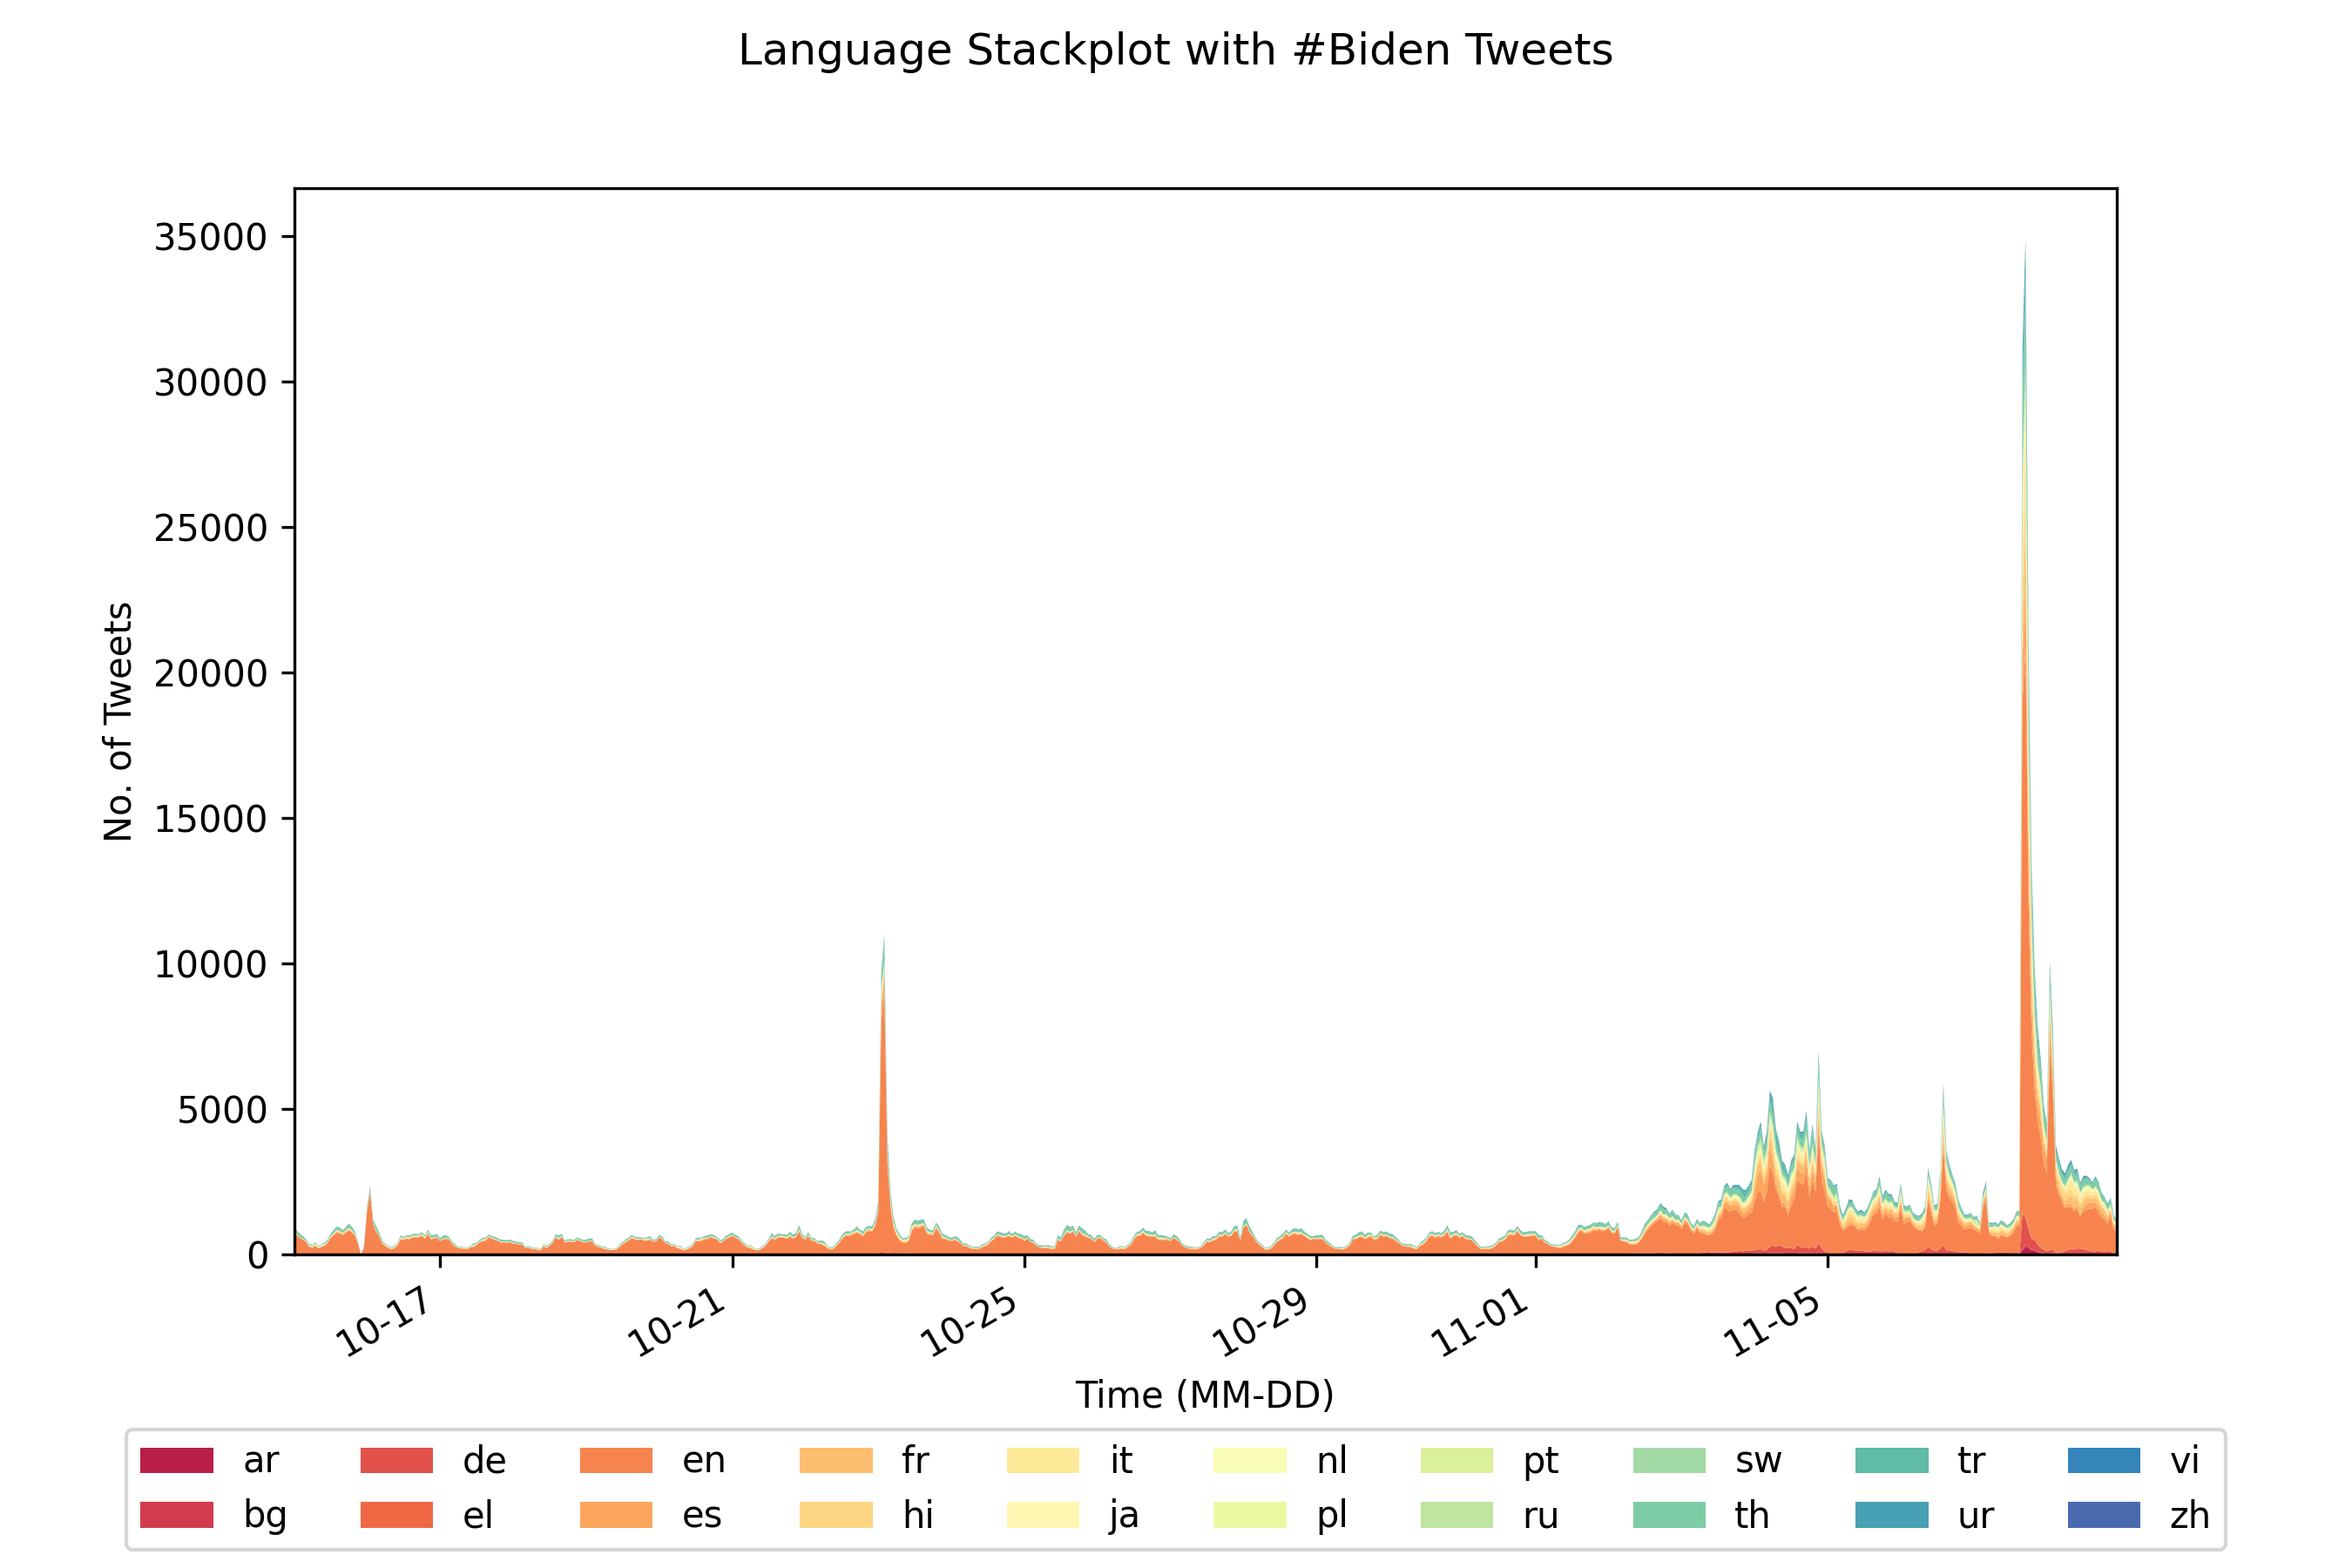 Language Stackplot with #Biden Tweets
35000
30000
25000
20000
15000
10000
5000
0
No. of Tweets
10-17
10-21
10-25
10-29
11-01
11-05
Time (MM-DD)
ar de en fr it nl pt sw tr vi
bg el es hi ja pl ru th ur zh